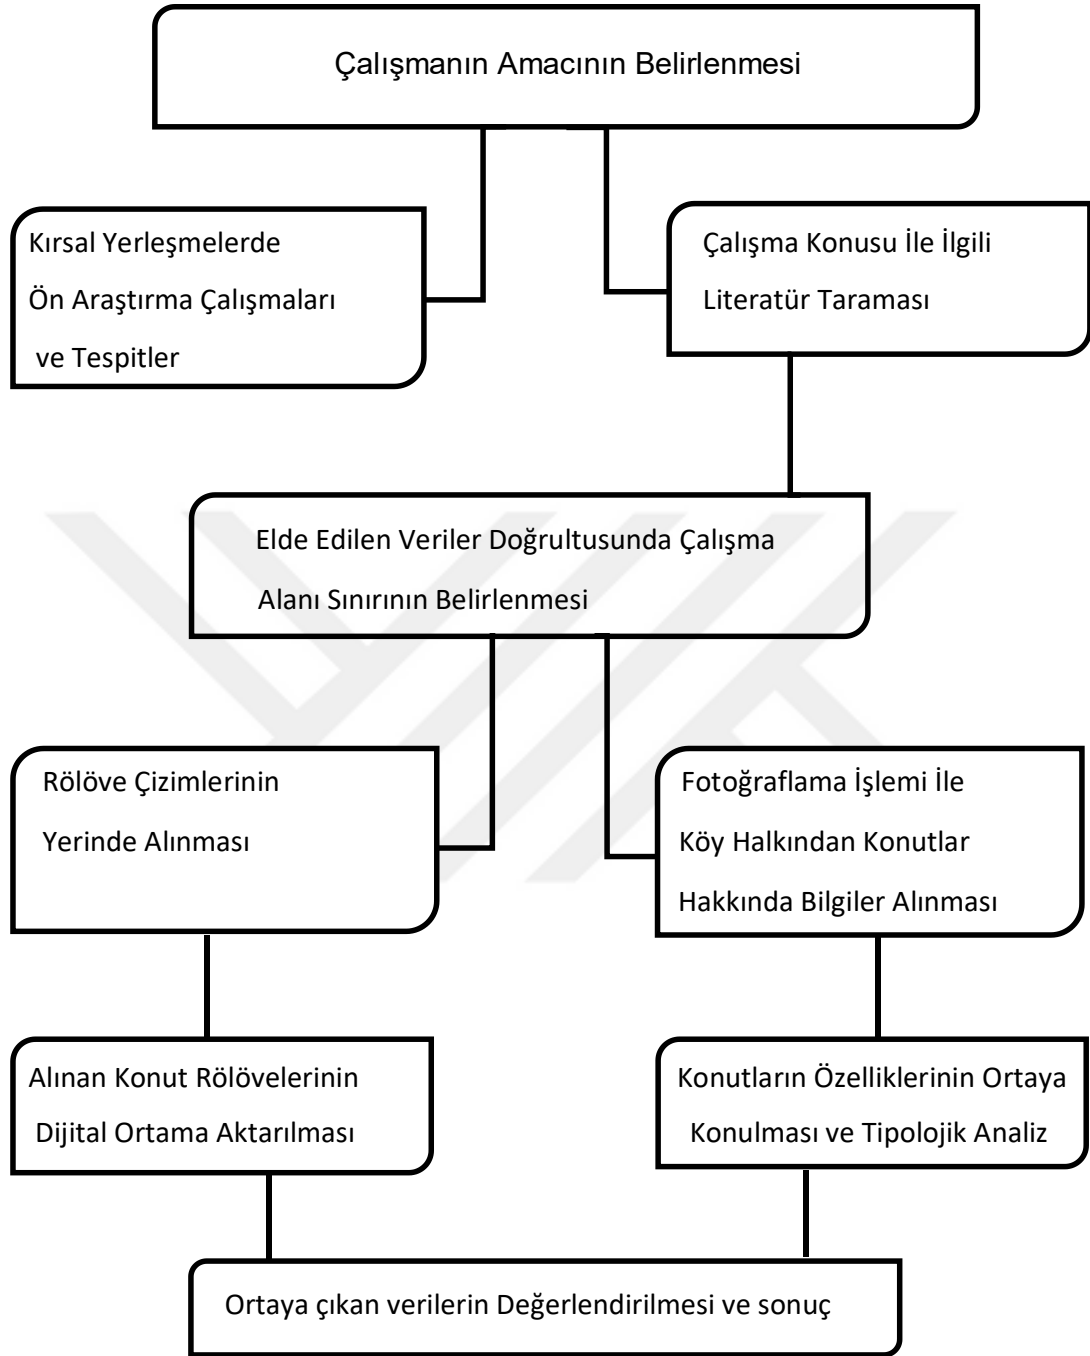 Çalışmanın Amacının Belirlenmesi
Kırsal Yerleşmelerde
Ön Araştırma Çalışmaları
ve Tespitler
Çalışma Konusu İle İlgili
Literatür Taraması
Elde Edilen Veriler Doğrultusunda Çalışma
Alanı Sınırının Belirlenmesi
Rölöve Çizimlerinin
Yerinde Alınması
Fotoğraflama İşlemi İle
Köy Halkından Konutlar
Hakkında Bilgiler Alınması
Alınan Konut Rölövelerinin
Dijital Ortama Aktarılması
Konutların Özelliklerinin Ortaya
Konulması ve Tipolojik Analiz
Ortaya çıkan verilerin Değerlendirilmesi ve sonuç